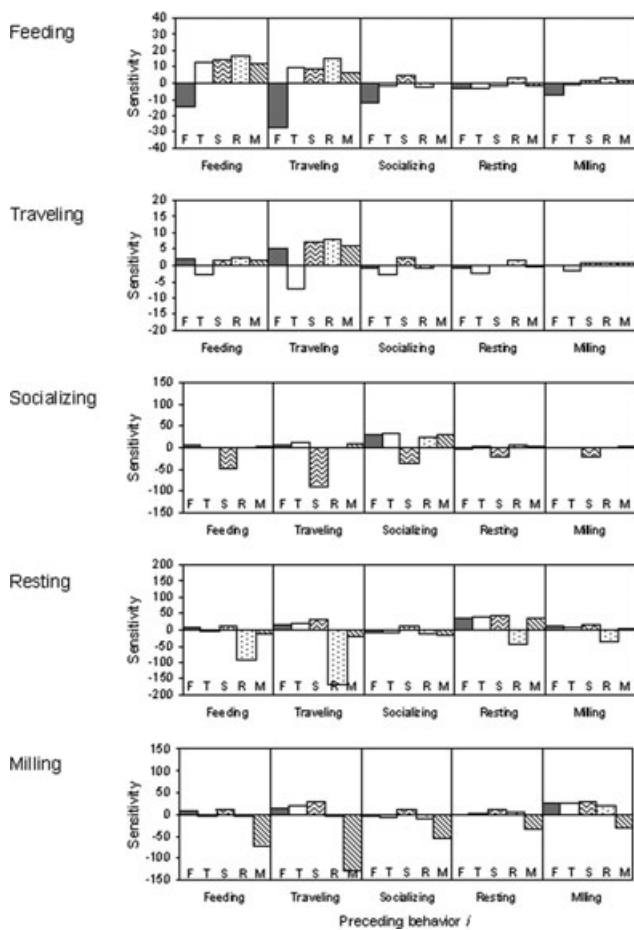 Feeding
Sensitivity
40
30
20
10
0
-10
-20
-30
-40
F T S R M F T S R M F T S R M F T S R M F T S R M
Feeding Traveling Socializing Resting Milling
Traveling
Sensitivity
20
15
10
5
0
-5
-10
-15
-20
F T S R M F T S R M F T S R M F T S R M F T S R M
Feeding Traveling Socializing Resting Milling
Socializing
Sensitivity
150
100
50
0
-50
-100
-150
F T S R M F T S R M F T S R M F T S R M F T S R M
Feeding Traveling Socializing Resting Milling
Resting
Sensitivity
200
150
100
50
0
-50
-100
-150
-200
F T S R M F T S R M F T S R M F T S R M F T S R M
Feeding Traveling Socializing Resting Milling
Milling
Sensitivity
150
100
50
0
-50
-100
-150
F T S R M F T S R M F T S R M F T S R M F T S R M
Feeding Traveling Socializing Resting Milling
Preceding behavior i